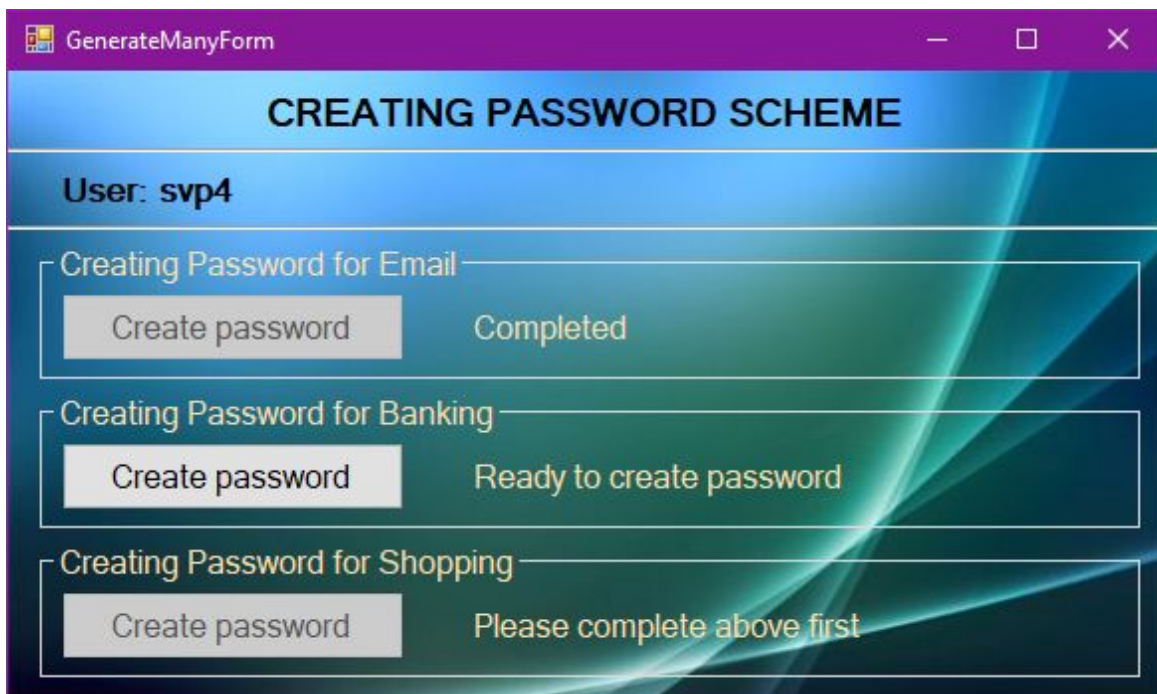 GenerateManyForm
CREATING PASSWORD SCHEME
User: svp4
Creating Password for Email
Create password Completed
Creating Password for Banking
Create password Ready to create password
Creating Password for Shopping
Create password Please complete above first